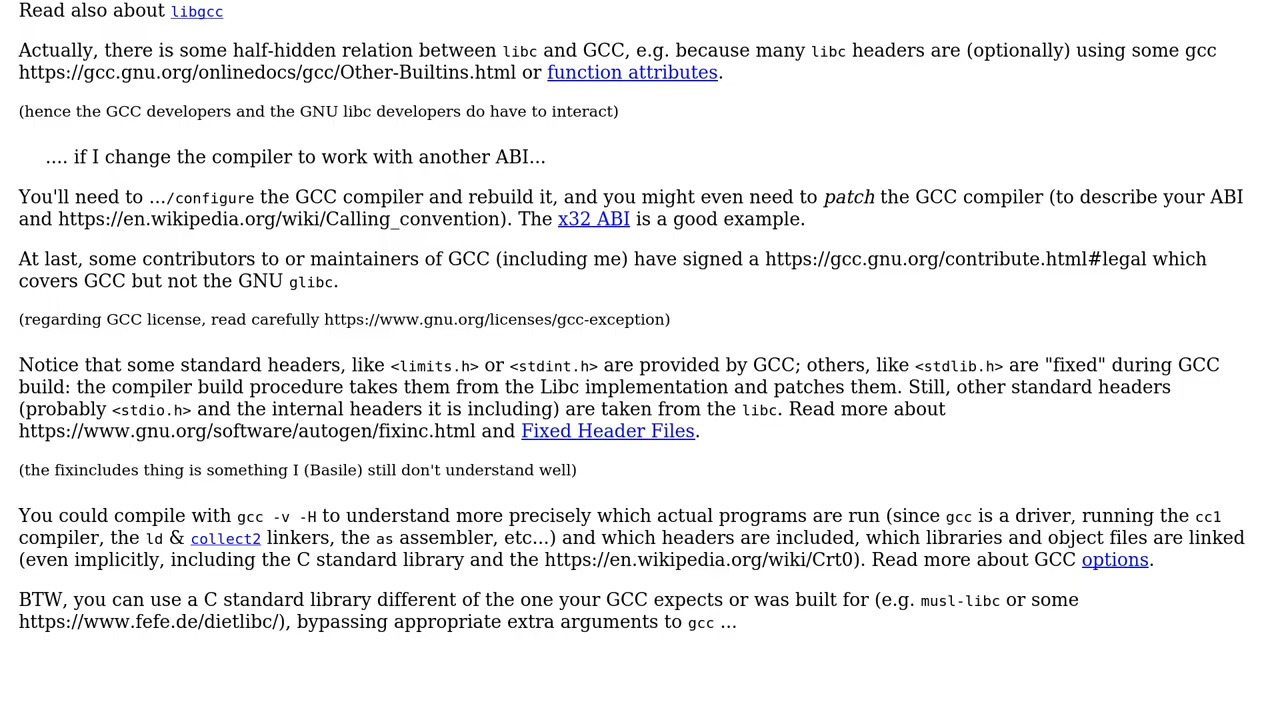 Read also about libgcc
Actually, there is some half-hidden relation between libc and GCC, e.g. because many libc headers are (optionally) using some gcc
https://gcc.gnu.org/onlinedocs/gcc/Other-Builtins.html or function attributes.
(hence the GCC developers and the GNU libc developers do have to interact)
.... if I change the compiler to work with another ABI...
You'll need to .../configure the GCC compiler and rebuild it, and you might even need to patch the GCC compiler (to describe your ABI
and https://en.wikipedia.org/wiki/Calling_convention). The x32 ABI is a good example.
At last, some contributors to or maintainers of GCC (including me) have signed a https://gcc.gnu.org/contribute.html#legal which
covers GCC but not the GNU glibc.
(regarding GCC license, read carefully https://www.gnu.org/licenses/gcc-exception)
Notice that some standard headers, like <limits.h> or <stdint.h> are provided by GCC; others, like <stdlib.h> are "fixed" during GCC
build: the compiler build procedure takes them from the Libc implementation and patches them. Still, other standard headers
(probably <stdio.h> and the internal headers it is including) are taken from the libc. Read more about
https://www.gnu.org/software/autogen/fixinc.html and Fixed Header Files.
(the fixincludes thing is something I (Basile) still don't understand well)
You could compile with gcc -v -H to understand more precisely which actual programs are run (since gcc is a driver, running the cc1
compiler, the ld & collect2 linkers, the as assembler, etc...) and which headers are included, which libraries and object files are linked
(even implicitly, including the C standard library and the https://en.wikipedia.org/wiki/Crt0). Read more about GCC options.
BTW, you can use a C standard library different of the one your GCC expects or was built for (e.g. musl-libc or some
https://www.fefe.de/dietlibc/), bypassing appropriate extra arguments to gcc ...